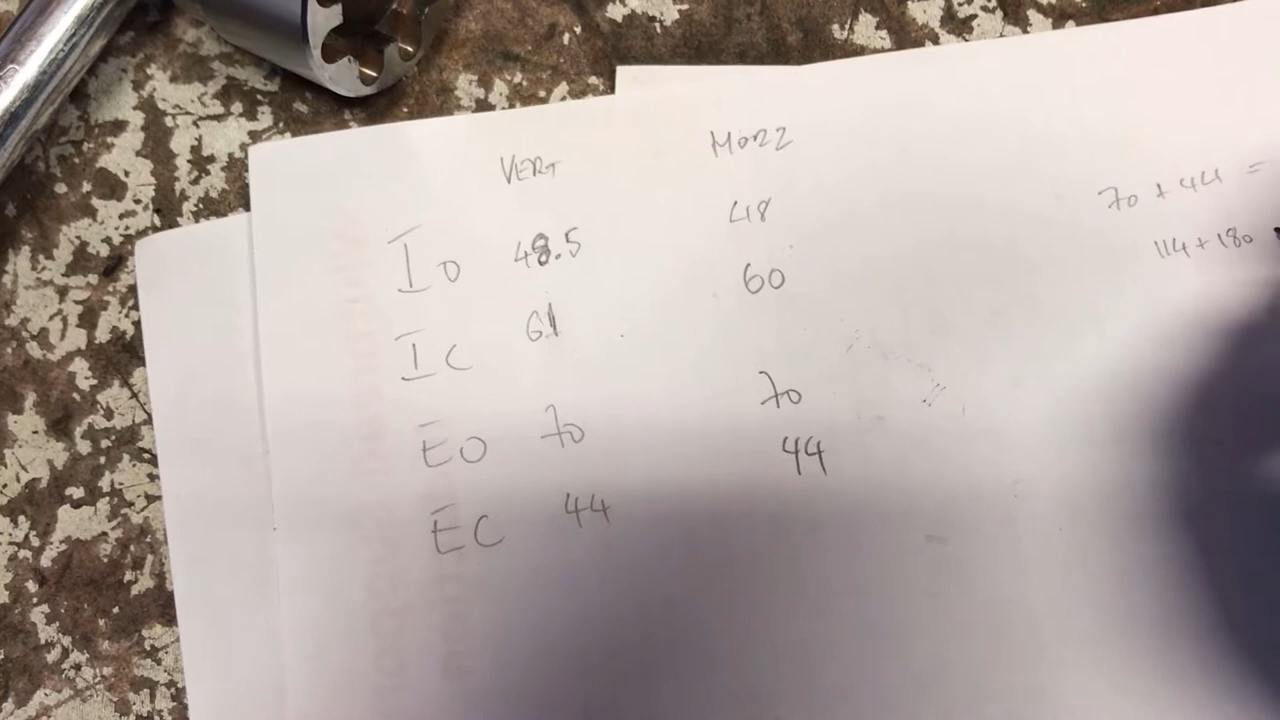 VERT HORZ
IO 48.5 48
IC 61 60
EO 70 70
EC 44 44
70 + 44 =
114 + 180